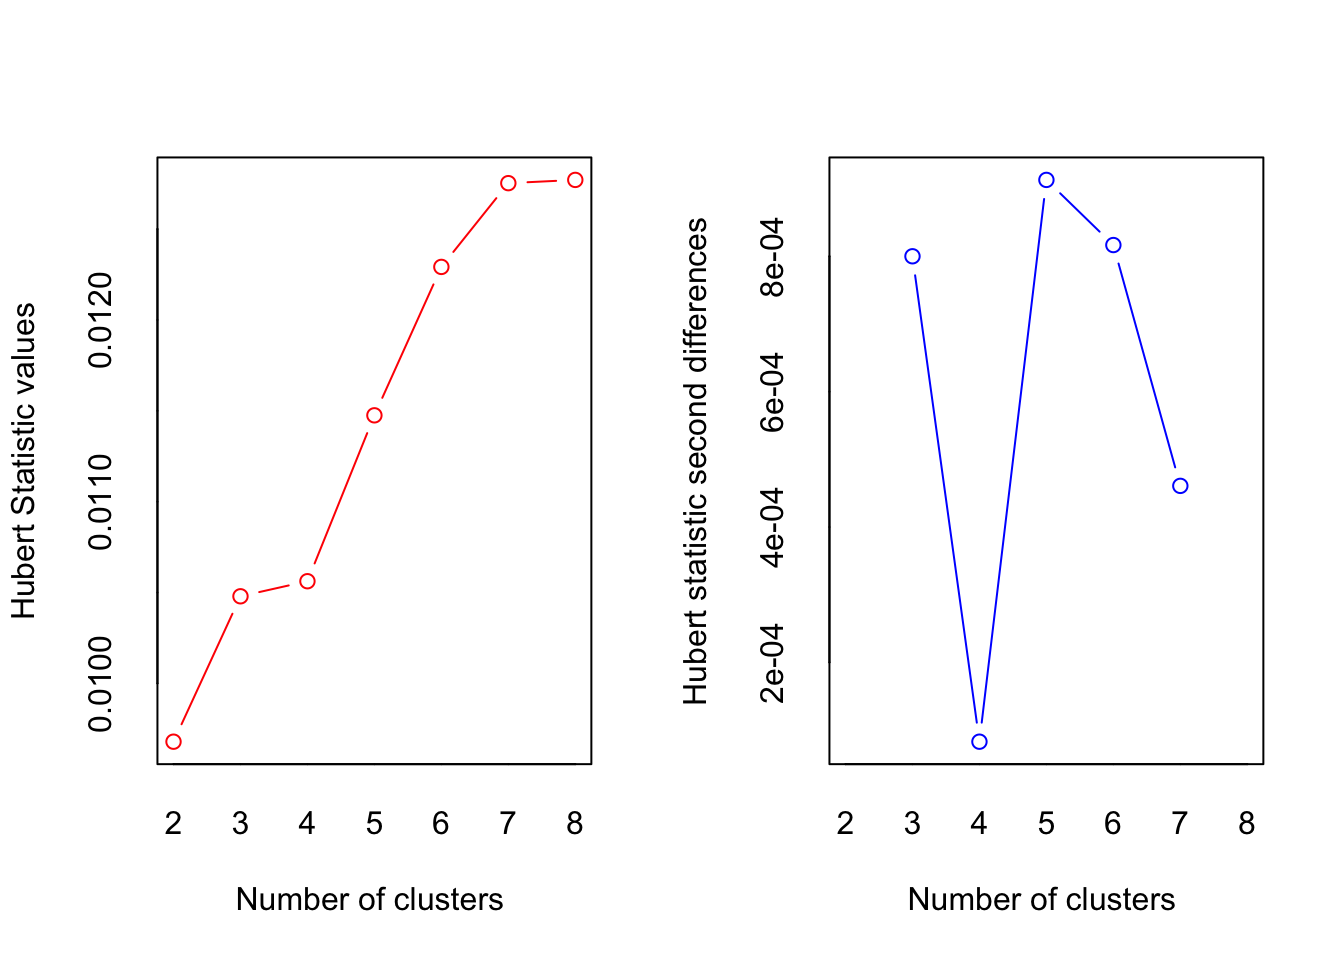 Hubert Statistic values
0.0100
0.0110
0.0120
2 3 4 5 6 7 8
Number of clusters
Hubert statistic second differences
2e-04
4e-04
6e-04
8e-04
2 3 4 5 6 7 8
Number of clusters